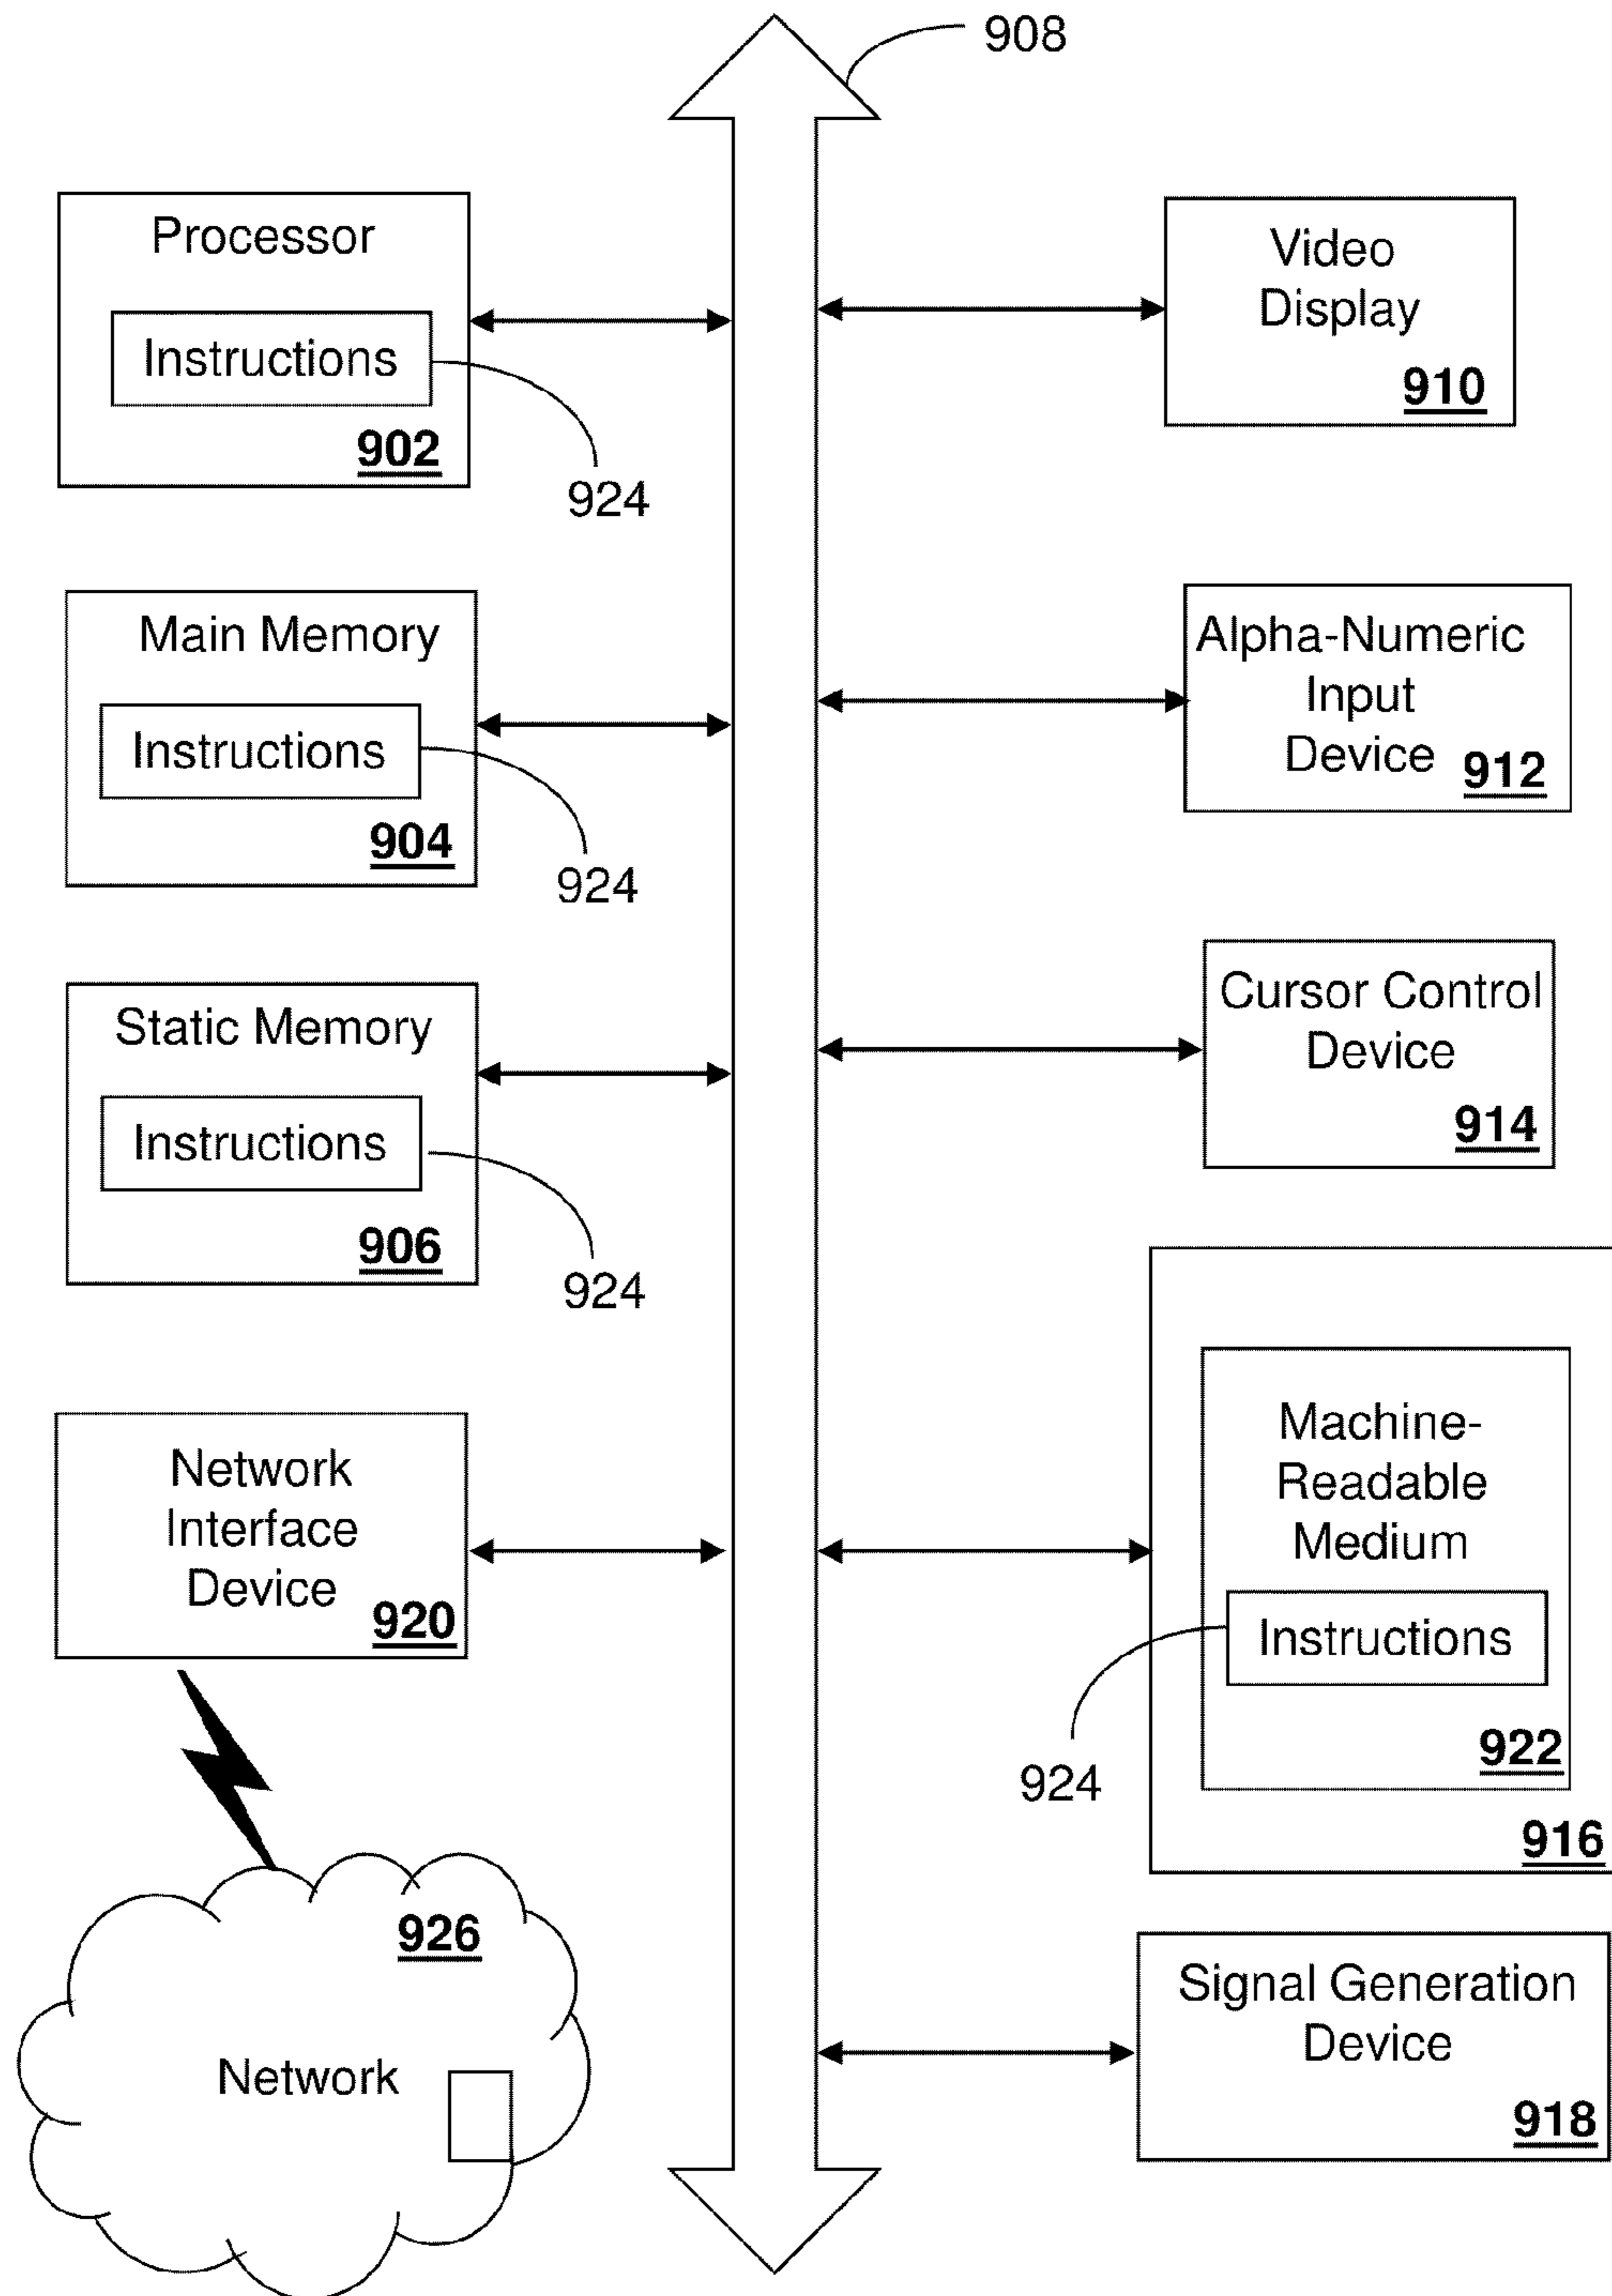 908
Processor
Instructions
902
924
Main Memory
Instructions
904
924
Static Memory
Instructions
906
924
Network
Interface
Device
920
926
Network
Video
Display
910
Alpha-Numeric
Input
Device 912
Cursor Control
Device
914
Machine-
Readable
Medium
Instructions
922
924
916
Signal Generation
Device
918